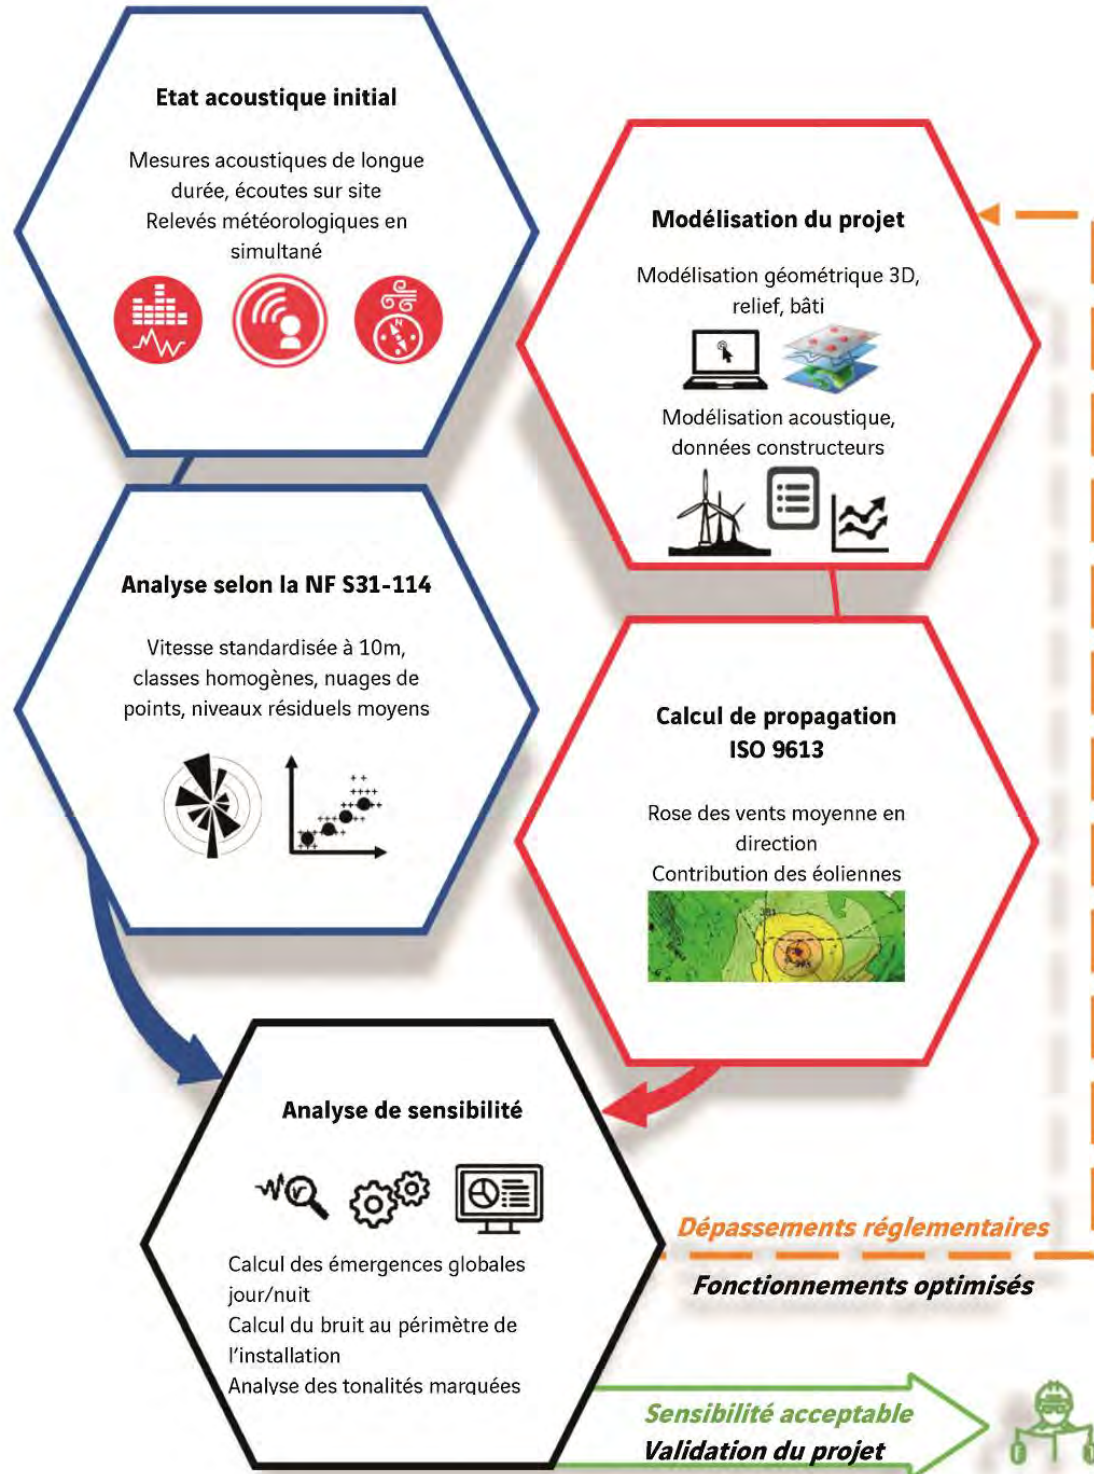 Etat acoustique initial
Mesures acoustiques de longue
durée, écoutes sur site
Relevés météorologiques en
simultané
Analyse selon la NF S31-114
Vitesse standardisée à 10m,
classes homogènes, nuages de
points, niveaux résiduels moyens
Modélisation du projet
Modélisation géométrique 3D,
relief, bâti
Modélisation acoustique,
données constructeurs
Calcul de propagation
ISO 9613
Rose des vents moyenne en
direction
Contribution des éoliennes
Analyse de sensibilité
Calcul des émergences globales
jour/nuit
Calcul du bruit au périmètre de
l'installation
Analyse des tonalités marquées
Dépassements réglementaires
Fonctionnements optimisés
Sensibilité acceptable
Validation du projet